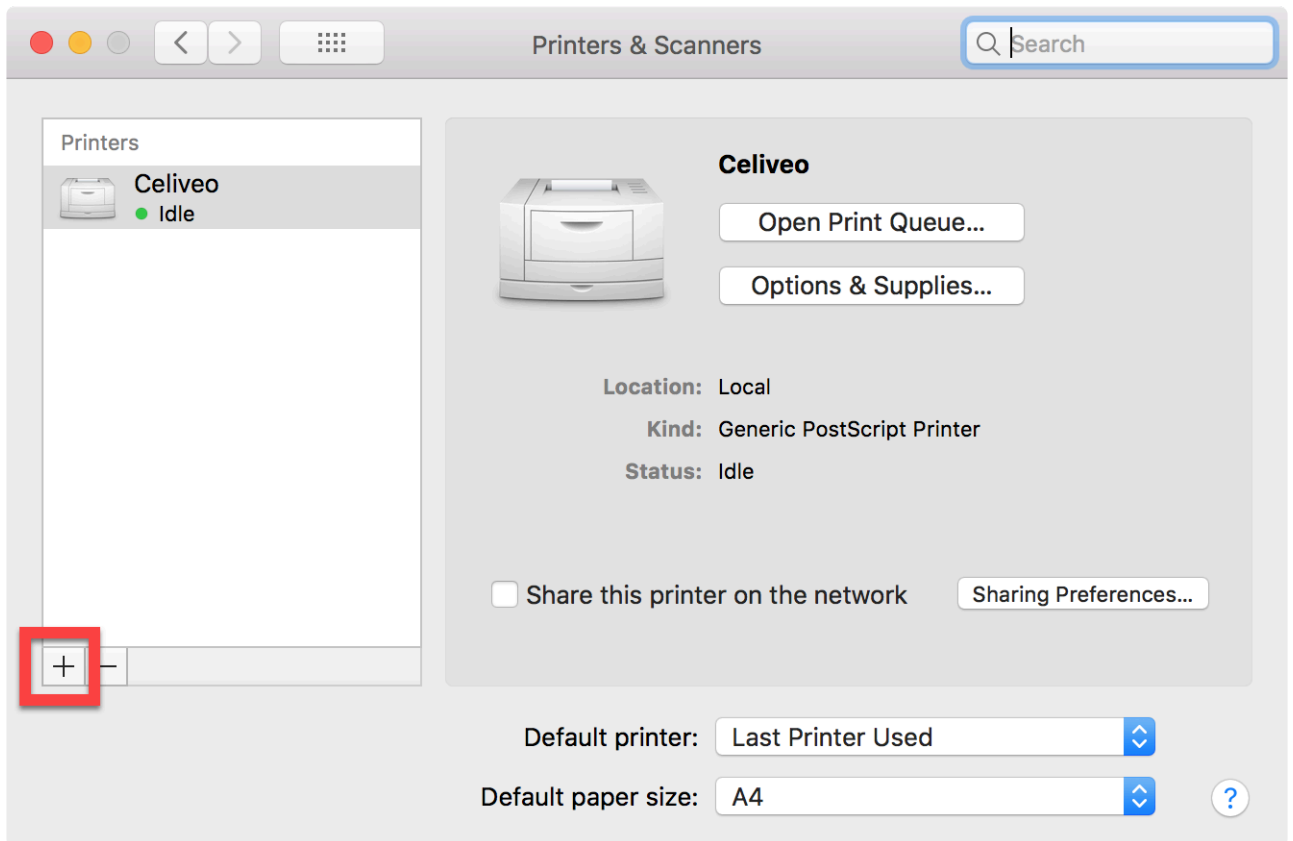 Printers & Scanners
Search
Printers
Celiveo
Idle
Celiveo
Open Print Queue...
Options & Supplies...
Location: Local
Kind: Generic PostScript Printer
Status: Idle
Share this printer on the network
Sharing Preferences...
+ −
Default printer: Last Printer Used
Default paper size: A4
?